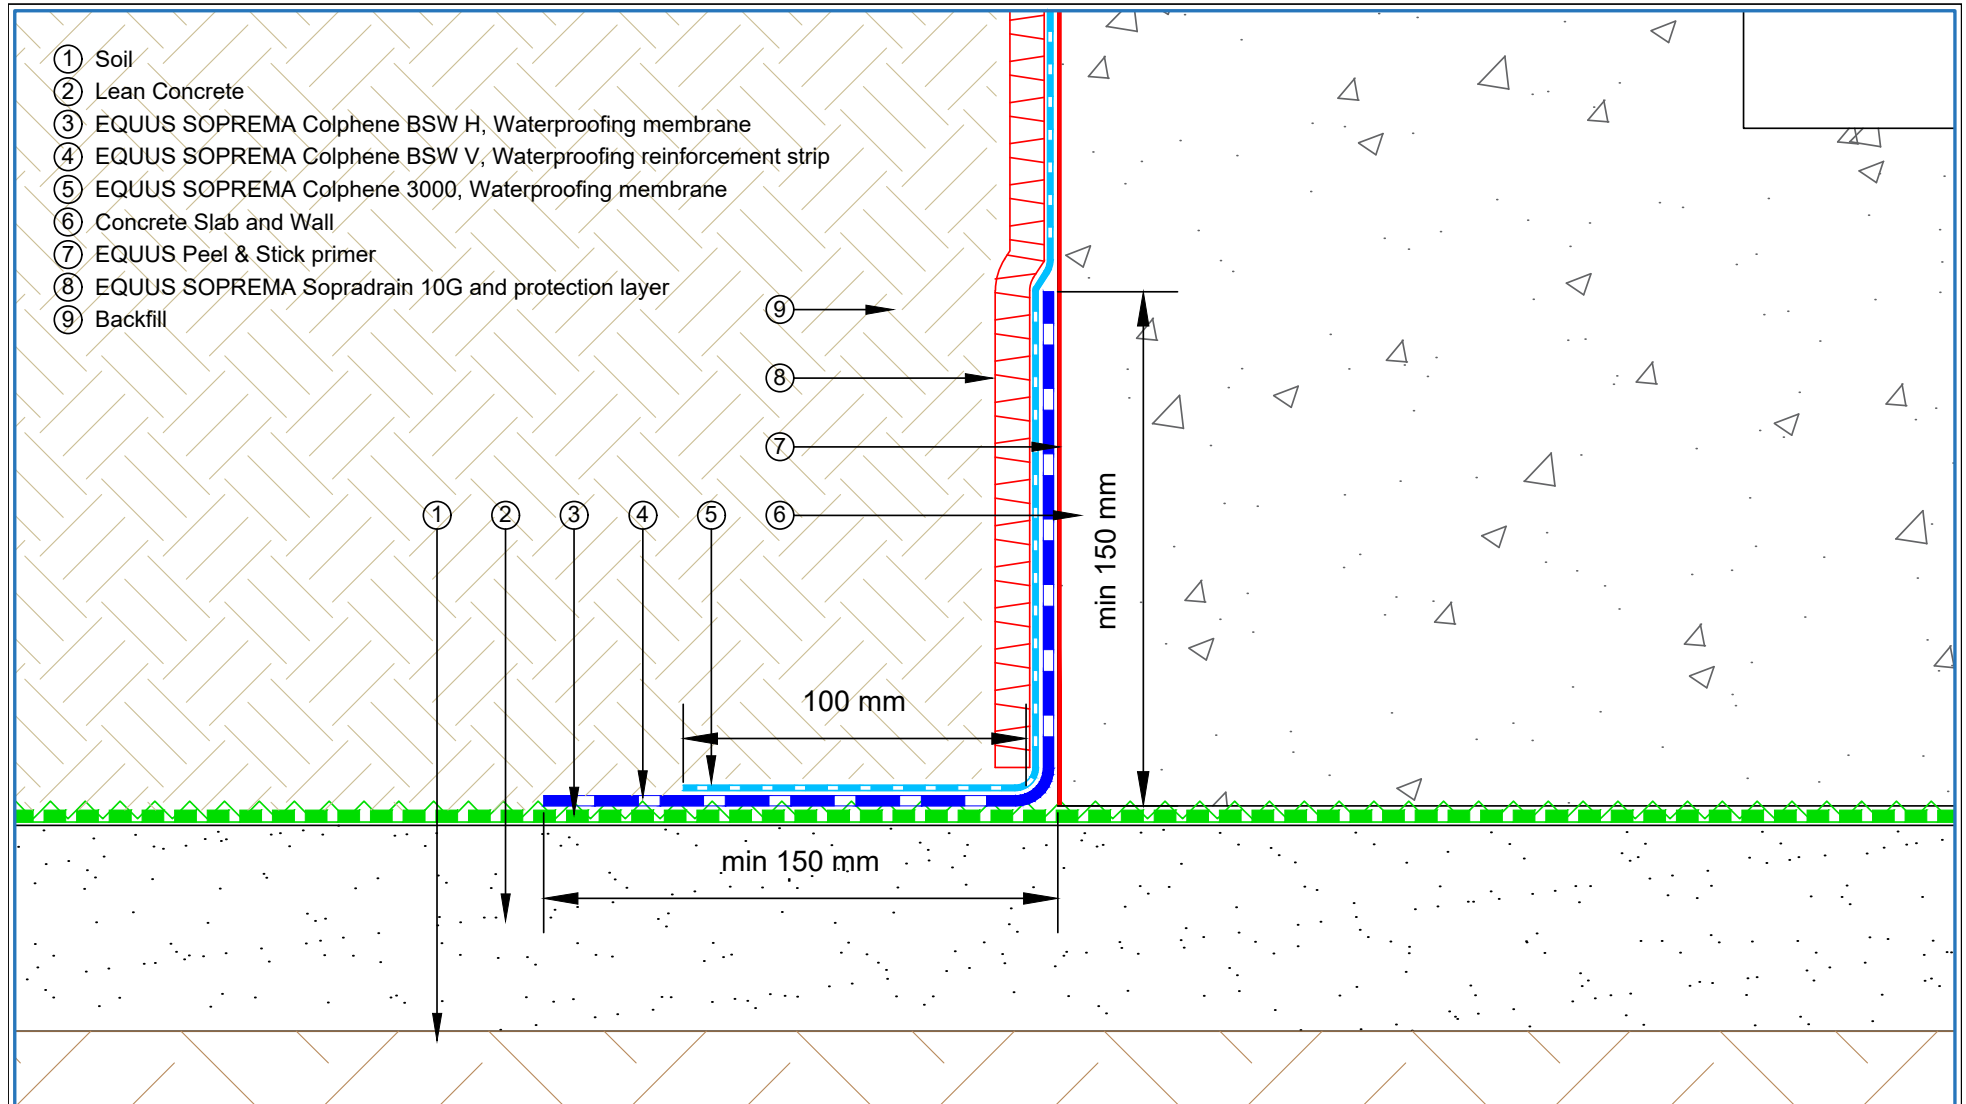 ① Soil
② Lean Concrete
③ EQUUS SOPREMA Colphene BSW H, Waterproofing membrane
④ EQUUS SOPREMA Colphene BSW V, Waterproofing reinforcement strip
⑤ EQUUS SOPREMA Colphene 3000, Waterproofing membrane
⑥ Concrete Slab and Wall
⑦ EQUUS Peel & Stick primer
⑧ EQUUS SOPREMA Sopradrain 10G and protection layer
⑨ Backfill
⑨
⑧
⑦
① ② ③ ④ ⑤ ⑥
min 150 mm
100 mm
min 150 mm